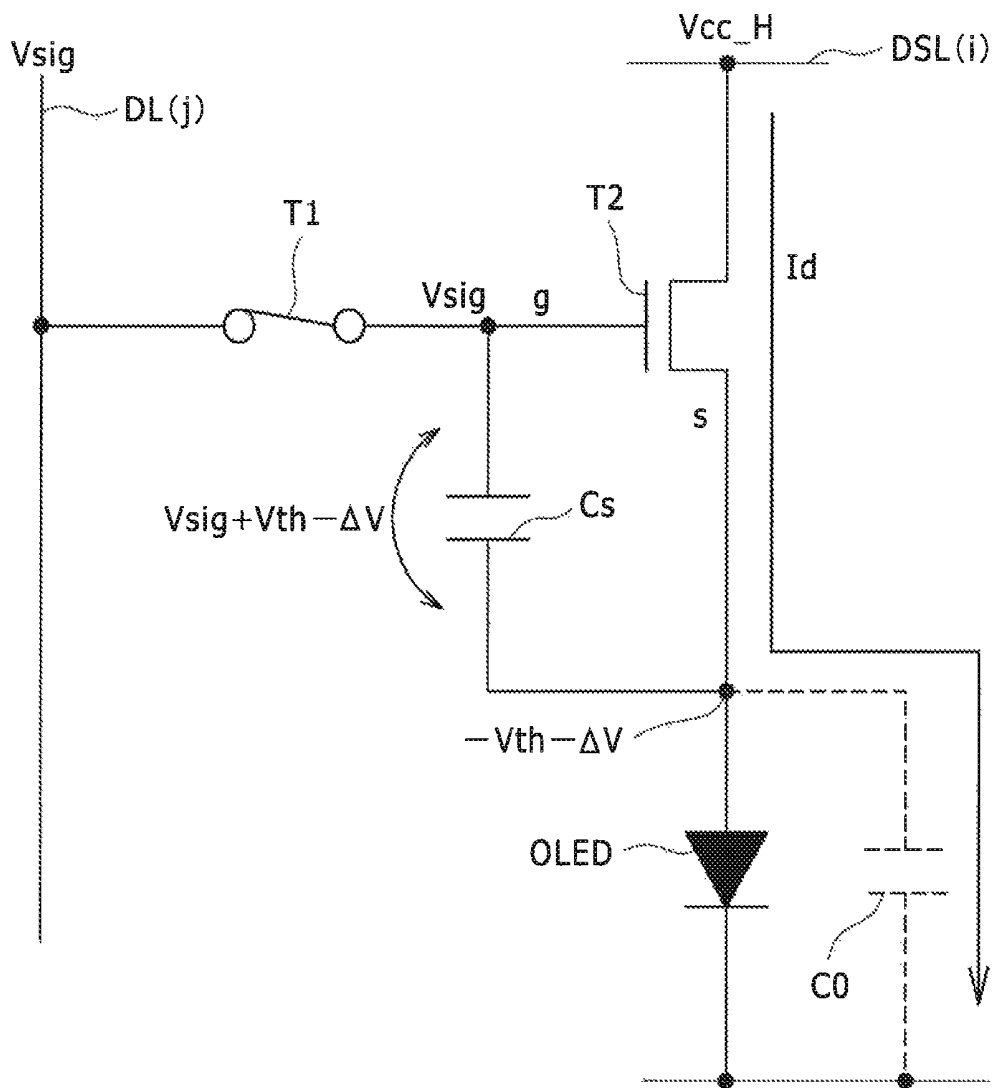 Vcc_H
Vsig
DSL(i)
DL(j)
T2
T1
Id
Vsig
g
s
Cs
Vsig+Vth−ΔV
−Vth−ΔV
OLED
C0